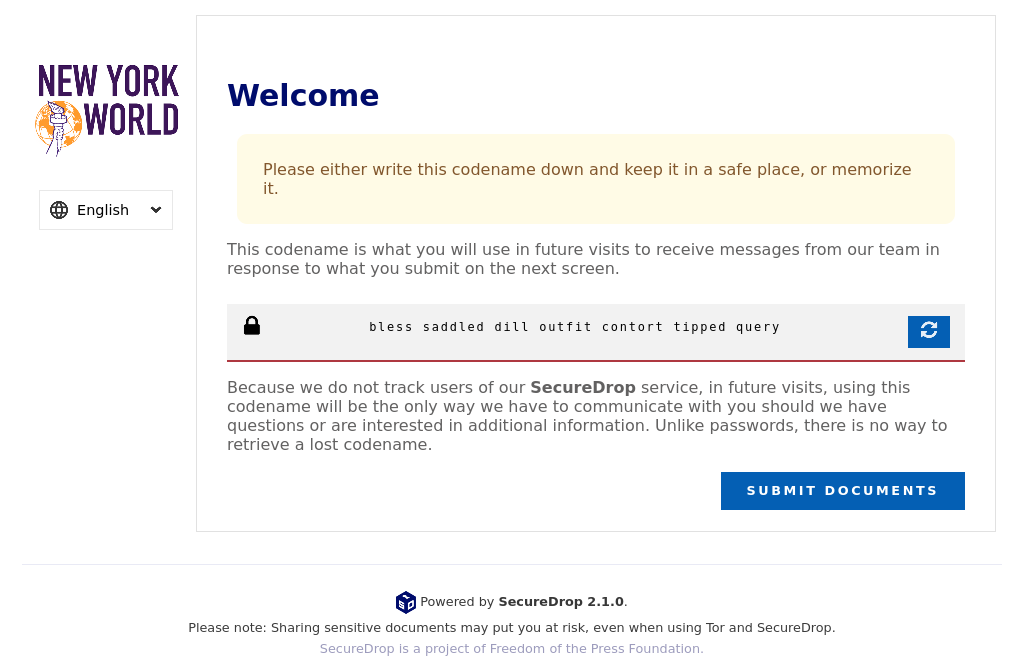 NEW YORK
WORLD
English
Welcome
Please either write this codename down and keep it in a safe place, or memorize
it.
This codename is what you will use in future visits to receive messages from our team in
response to what you submit on the next screen.
bless saddled dill outfit contort tipped query
Because we do not track users of our SecureDrop service, in future visits, using this
codename will be the only way we have to communicate with you should we have
questions or are interested in additional information. Unlike passwords, there is no way to
retrieve a lost codename.
SUBMIT DOCUMENTS
Powered by SecureDrop 2.1.0.
Please note: Sharing sensitive documents may put you at risk, even when using Tor and SecureDrop.
SecureDrop is a project of Freedom of the Press Foundation.